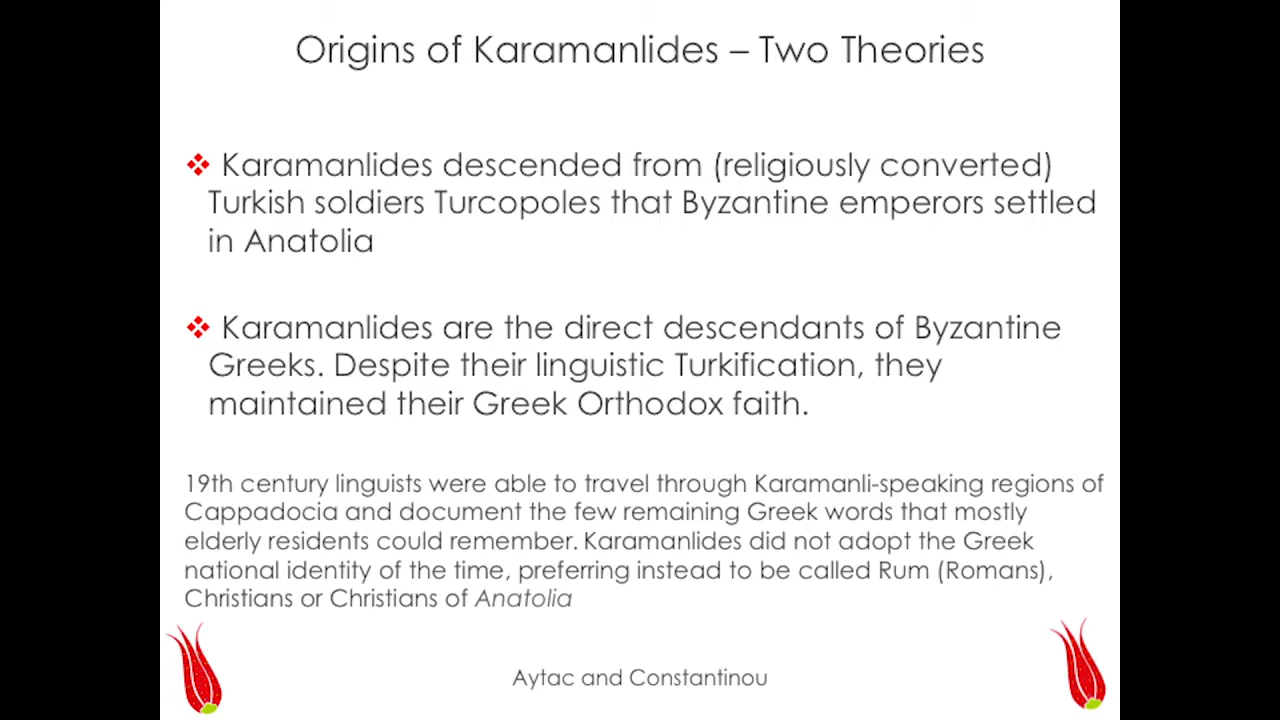 Origins of Karamanlides – Two Theories
Karamanlides descended from (religiously converted)
Turkish soldiers Turcopoles that Byzantine emperors settled
in Anatolia
Karamanlides are the direct descendants of Byzantine
Greeks. Despite their linguistic Turkification, they
maintained their Greek Orthodox faith.
19th century linguists were able to travel through Karamanli-speaking regions of
Cappadocia and document the few remaining Greek words that mostly
elderly residents could remember. Karamanlides did not adopt the Greek
national identity of the time, preferring instead to be called Rum (Romans),
Christians or Christians of Anatolia
Aytac and Constantinou